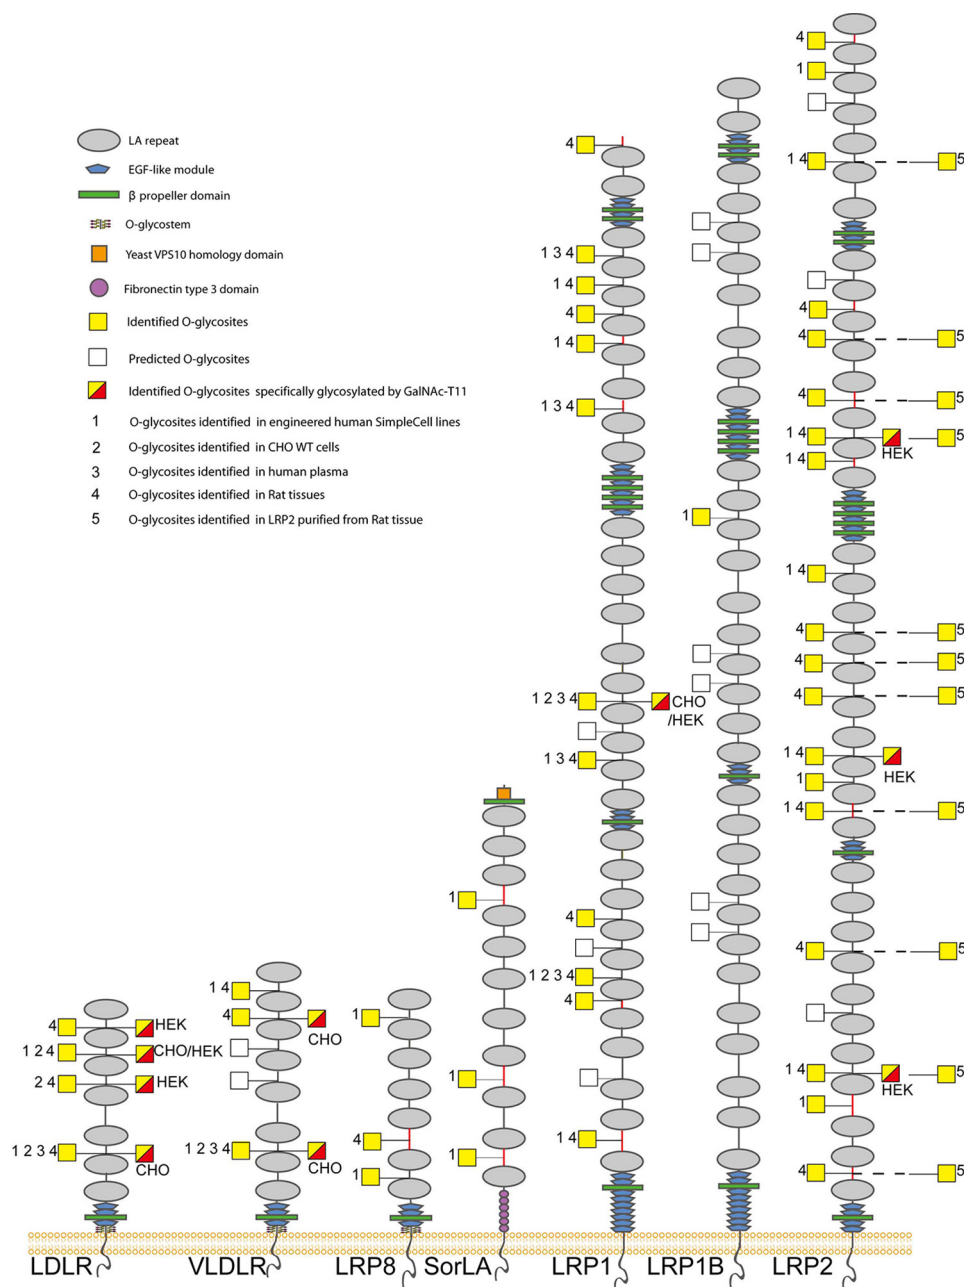 LA repeat
EGF-like module
β propeller domain
O-glycostem
Yeast VPS10 homology domain
Fibronectin type 3 domain
Identified O-glycosites
Predicted O-glycosites
Identified O-glycosites specifically glycosylated by GalNAc-T11
1 O-glycosites identified in engineered human SimpleCell lines
2 O-glycosites identified in CHO WT cells
3 O-glycosites identified in human plasma
4 O-glycosites identified in Rat tissues
5 O-glycosites identified in LRP2 purified from Rat tissue
4 HEK
1 2 4 CHO/HEK
2 4 HEK
1 2 3 4
CHO
1 4
4
CHO
1 2 3 4
CHO
1
4
1
1
1
1
4
1 3 4
1 4
4
1 4
1 3 4
1 2 3 4 CHO
/HEK
1 3 4
4
1 2 3 4
4
1 4
1
4
1
1 4 5
4
4 5
4 5
1 4 5
HEK
1 4
1 4
4 5
4 5
4 5
1 4
HEK
1
1 4 5
4 5
1 4 5
HEK
1
4 5
LDLR VLDLR LRP8 SorLA LRP1 LRP1B LRP2